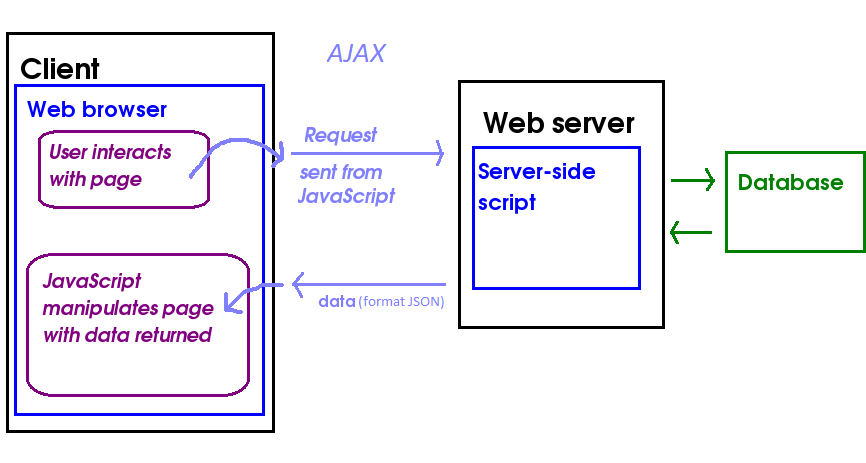 AJAX
Client
Web browser
User interacts
with page
Request
sent from
JavaScript
Web server
Server-side
script
Database
JavaScript
manipulates page
with data returned
data (format JSON)